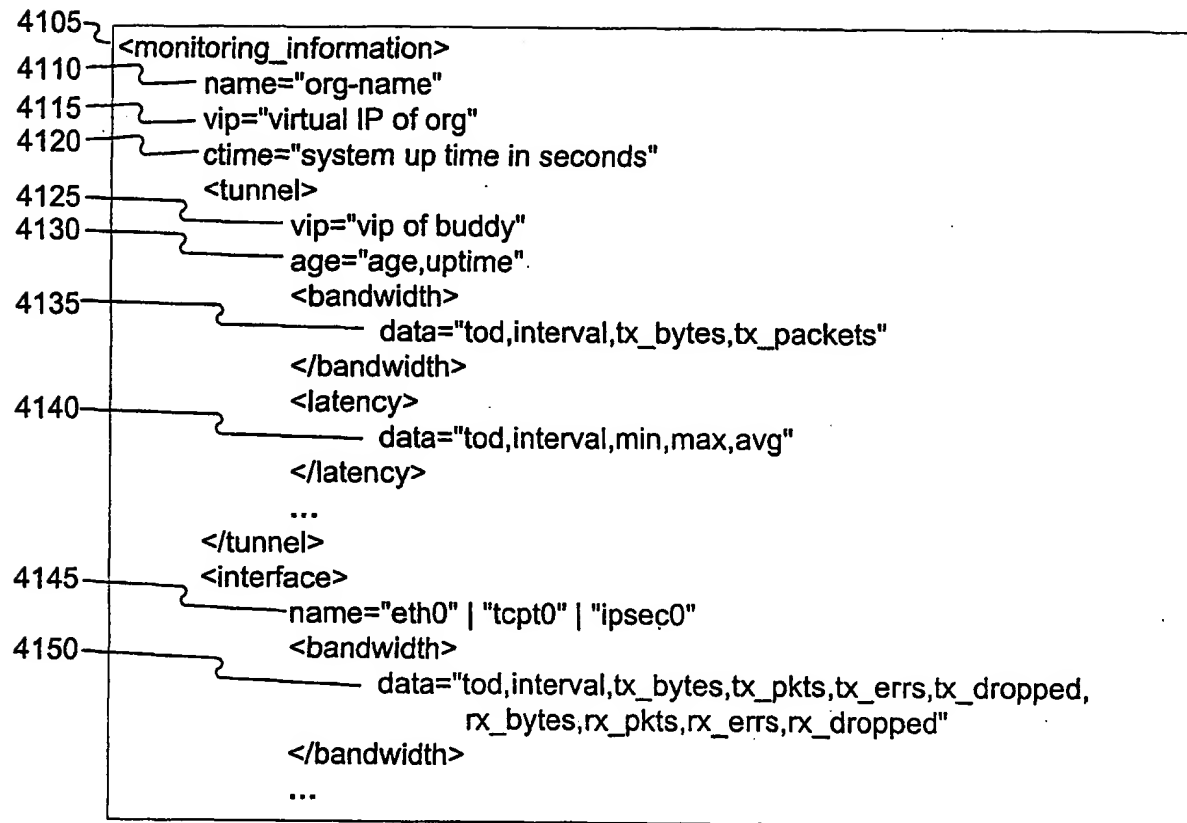 4105 <monitoring_information>
4110 name="org-name"
4115 vip="virtual IP of org"
4120 ctime="system up time in seconds"
<tunnel>
4125 vip="vip of buddy"
4130 age="age,uptime"
<bandwidth>
4135 data="tod,interval,tx_bytes,tx_packets"
</bandwidth>
4140 <latency>
data="tod,interval,min,max,avg"
</latency>
...
</tunnel>
4145 <interface>
name="eth0" | "tcpt0" | "ipsec0"
4150 <bandwidth>
data="tod,interval,tx_bytes,tx_pkts,tx_errs,tx_dropped,
rx_bytes,rx_pkts,rx_errs,rx_dropped"
</bandwidth>
...